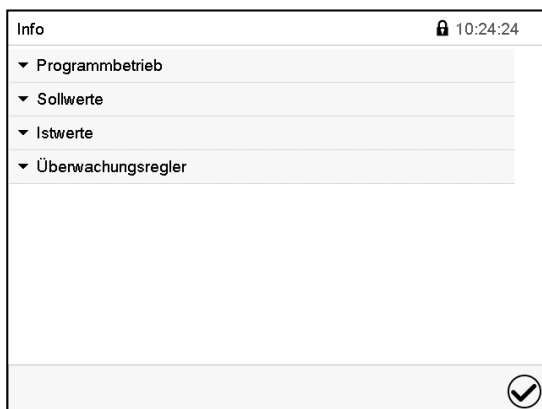 Info 10:24:24
Programmbetrieb
Sollwerte
Istwerte
Überwachungsregler